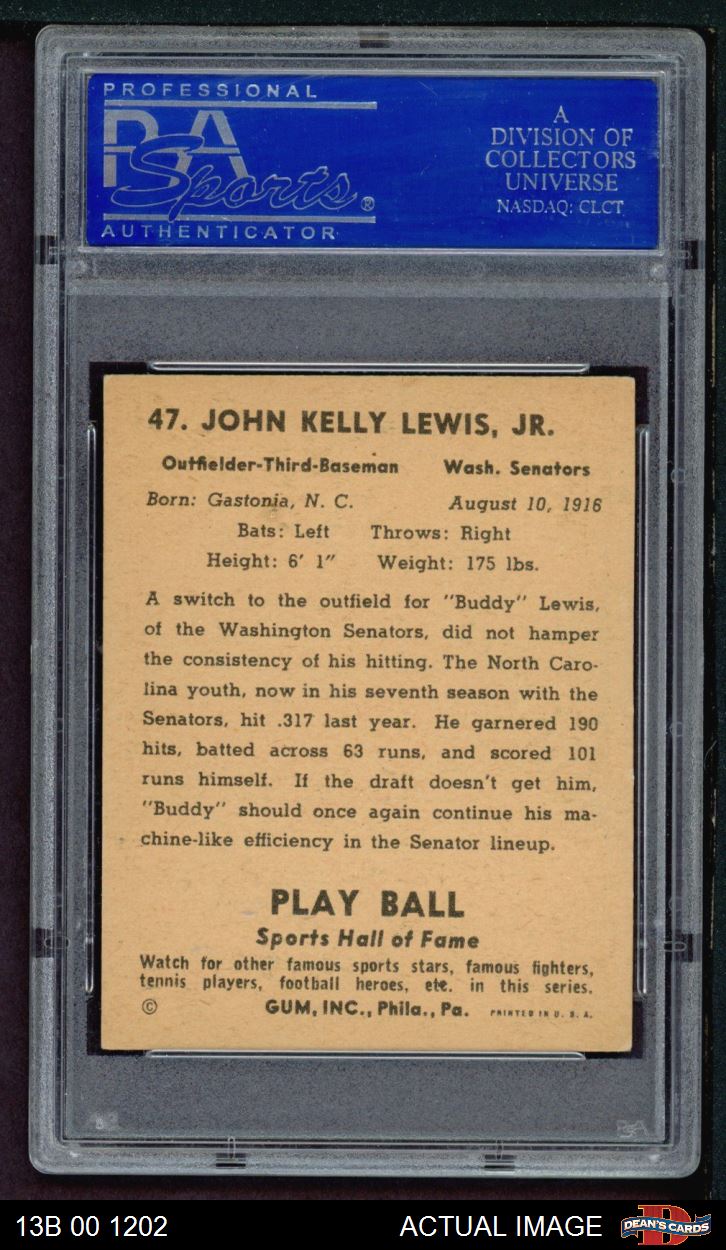 PROFESSIONAL
PSA
Sports®
AUTHENTICATOR
A
DIVISION OF
COLLECTORS
UNIVERSE
NASDAQ: CLCT
47. JOHN KELLY LEWIS, JR.
Outfielder-Third-Baseman Wash. Senators
Born: Gastonia, N. C. August 10, 1916
Bats: Left Throws: Right
Height: 6' 1" Weight: 175 lbs.
A switch to the outfield for "Buddy" Lewis,
of the Washington Senators, did not hamper
the consistency of his hitting. The North Caro-
lina youth, now in his seventh season with the
Senators, hit .317 last year. He garnered 190
hits, batted across 63 runs, and scored 101
runs himself. If the draft doesn't get him,
"Buddy" should once again continue his ma-
chine-like efficiency in the Senator lineup.
PLAY BALL
Sports Hall of Fame
Watch for other famous sports stars, famous fighters,
tennis players, football heroes, etc. in this series.
© GUM, INC., Phila., Pa. PRINTED IN U. S. A.
13B 00 1202 ACTUAL IMAGE DEAN'S CARDS